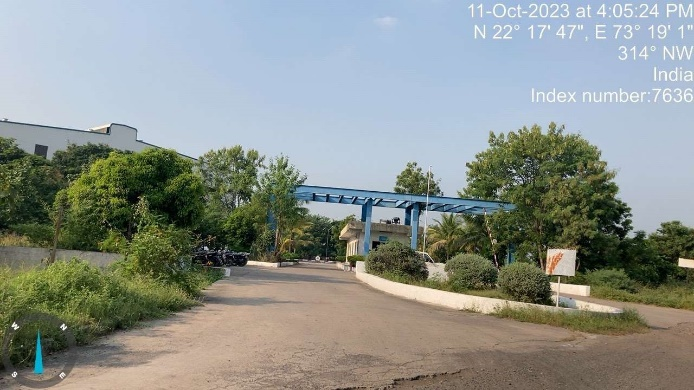 11-Oct-2023 at 4:05:24 PM
N 22° 17' 47", E 73° 19' 1"
314° NW
India
Index number:7636